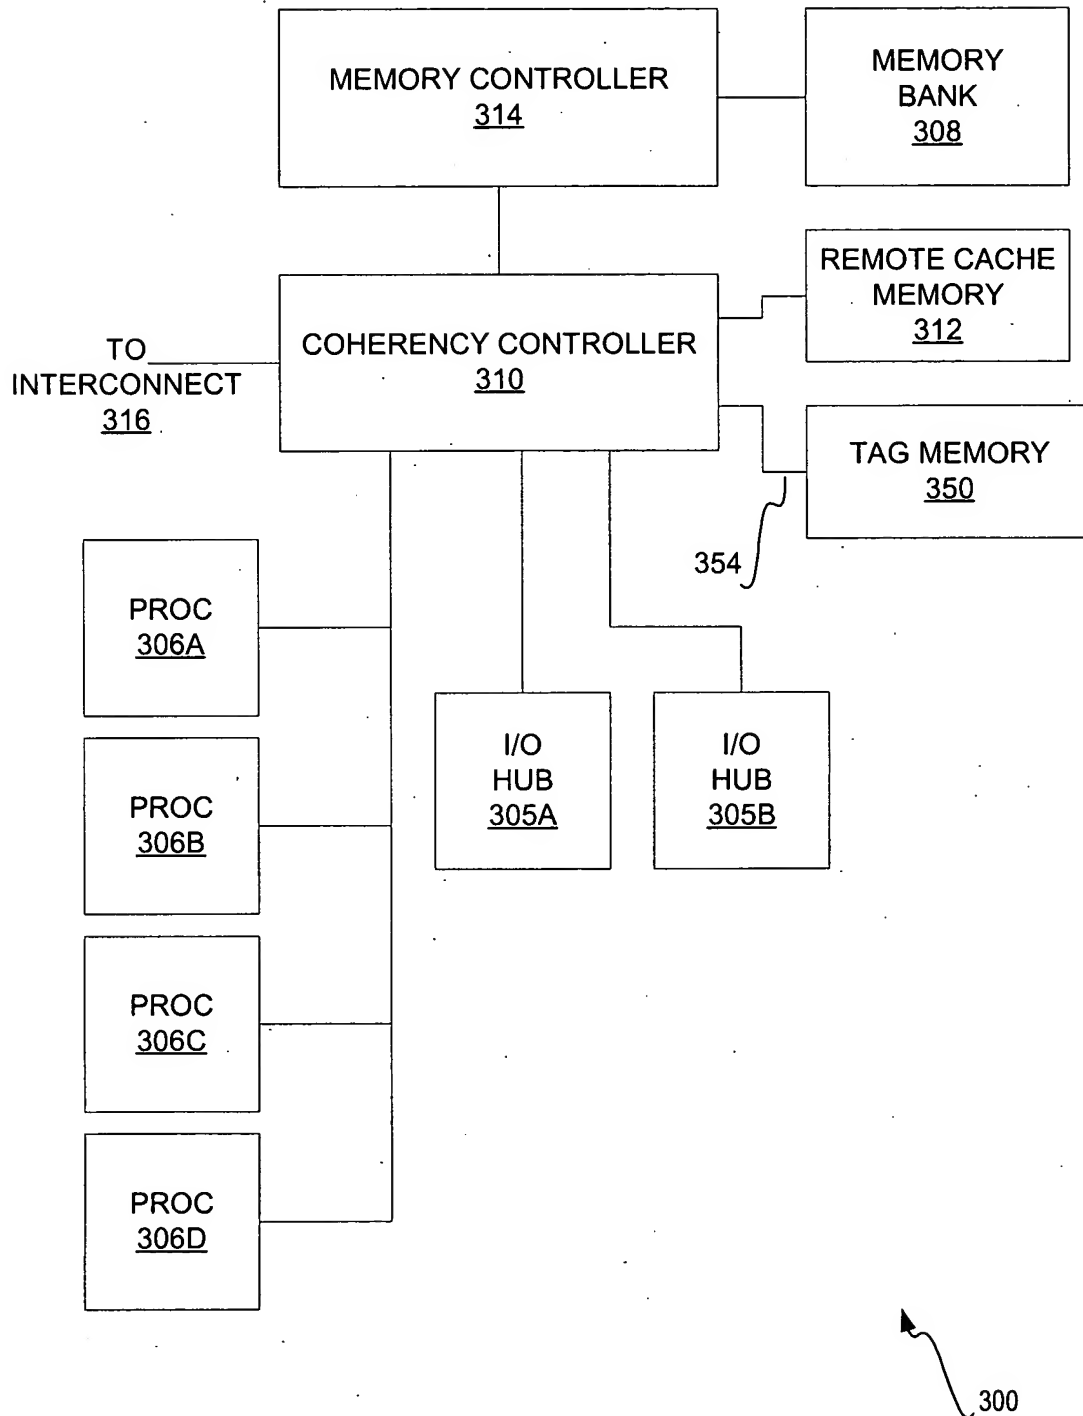 MEMORY CONTROLLER
314
MEMORY
BANK
308
REMOTE CACHE
MEMORY
312
COHERENCY CONTROLLER
310
TO
INTERCONNECT
316
TAG MEMORY
350
354
PROC
306A
PROC
306B
PROC
306C
PROC
306D
I/O
HUB
305A
I/O
HUB
305B
300